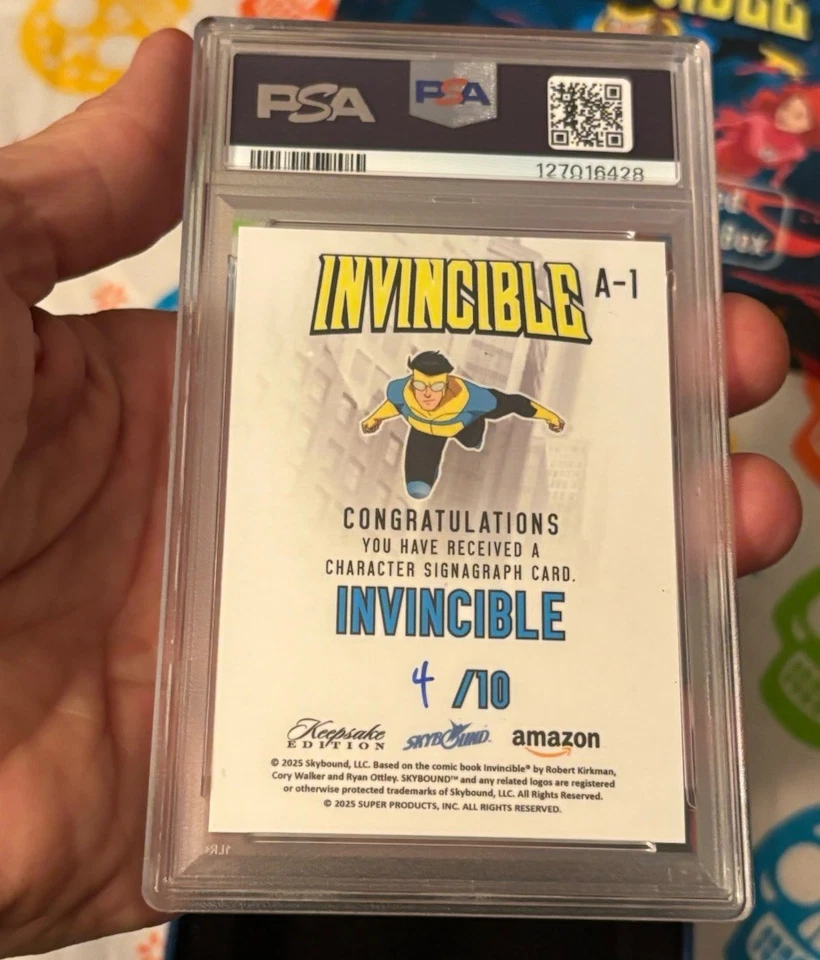 PSA
PSA
127016428
INVINCIBLE A-1
CONGRATULATIONS
YOU HAVE RECEIVED A
CHARACTER SIGNAGRAPH CARD.
INVINCIBLE
4 /10
Keepsake
EDITION
SKYBOUND
amazon
© 2025 Skybound, LLC. Based on the comic book Invincible® by Robert Kirkman,
Cory Walker and Ryan Ottley. SKYBOUND™ and any related logos are registered
or otherwise protected trademarks of Skybound, LLC. All Rights Reserved.
© 2025 SUPER PRODUCTS, INC. ALL RIGHTS RESERVED.